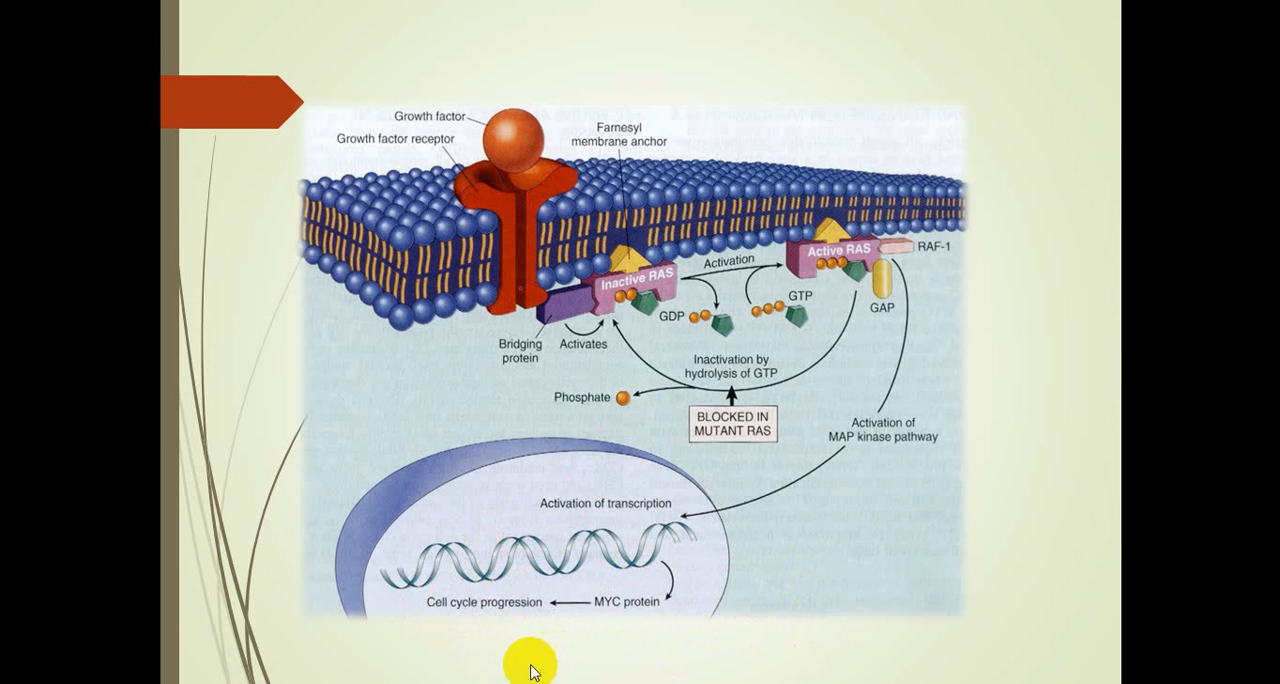 Growth factor
Growth factor receptor
Farnesyl
membrane anchor
Inactive RAS
Activation
Active RAS
RAF-1
GDP
GTP
GAP
Bridging
protein
Activates
Inactivation by
hydrolysis of GTP
Phosphate
BLOCKED IN
MUTANT RAS
Activation of
MAP kinase pathway
Activation of transcription
Cell cycle progression
MYC protein